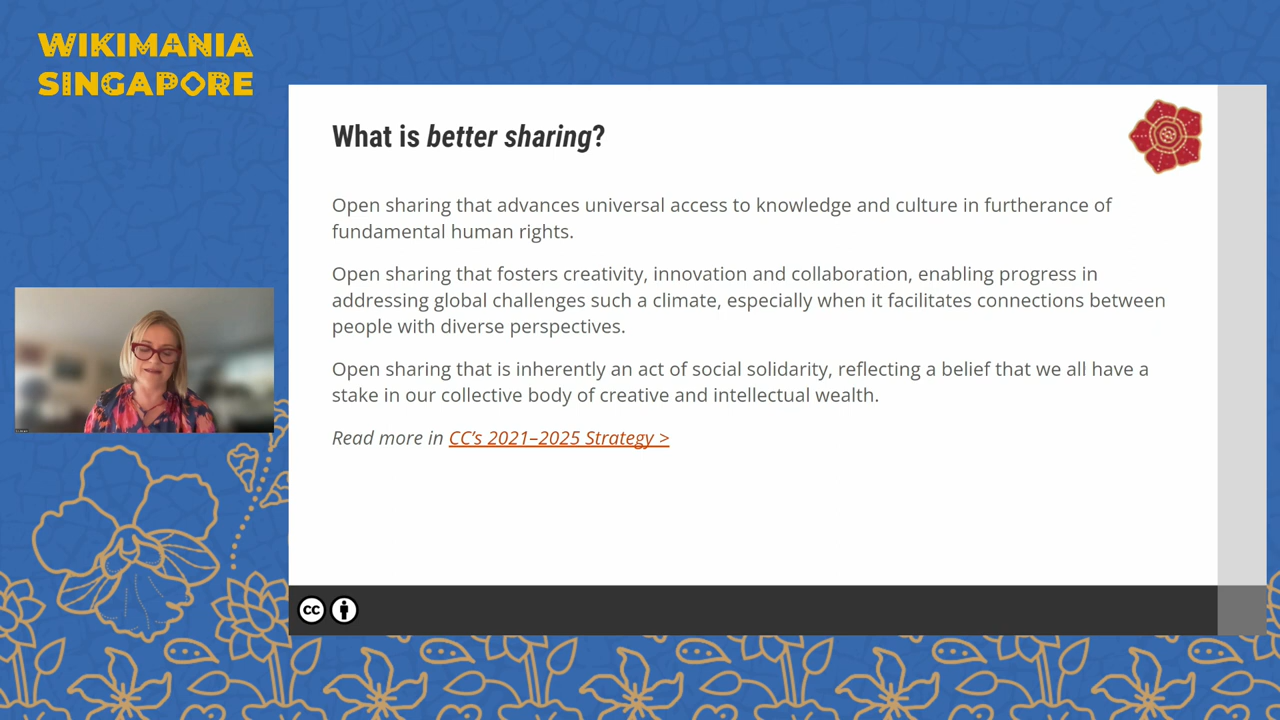 WIKIMANIA
SINGAPORE
What is better sharing?
Open sharing that advances universal access to knowledge and culture in furtherance of
fundamental human rights.
Open sharing that fosters creativity, innovation and collaboration, enabling progress in
addressing global challenges such a climate, especially when it facilitates connections between
people with diverse perspectives.
Open sharing that is inherently an act of social solidarity, reflecting a belief that we all have a
stake in our collective body of creative and intellectual wealth.
Read more in CC’s 2021–2025 Strategy >
cc